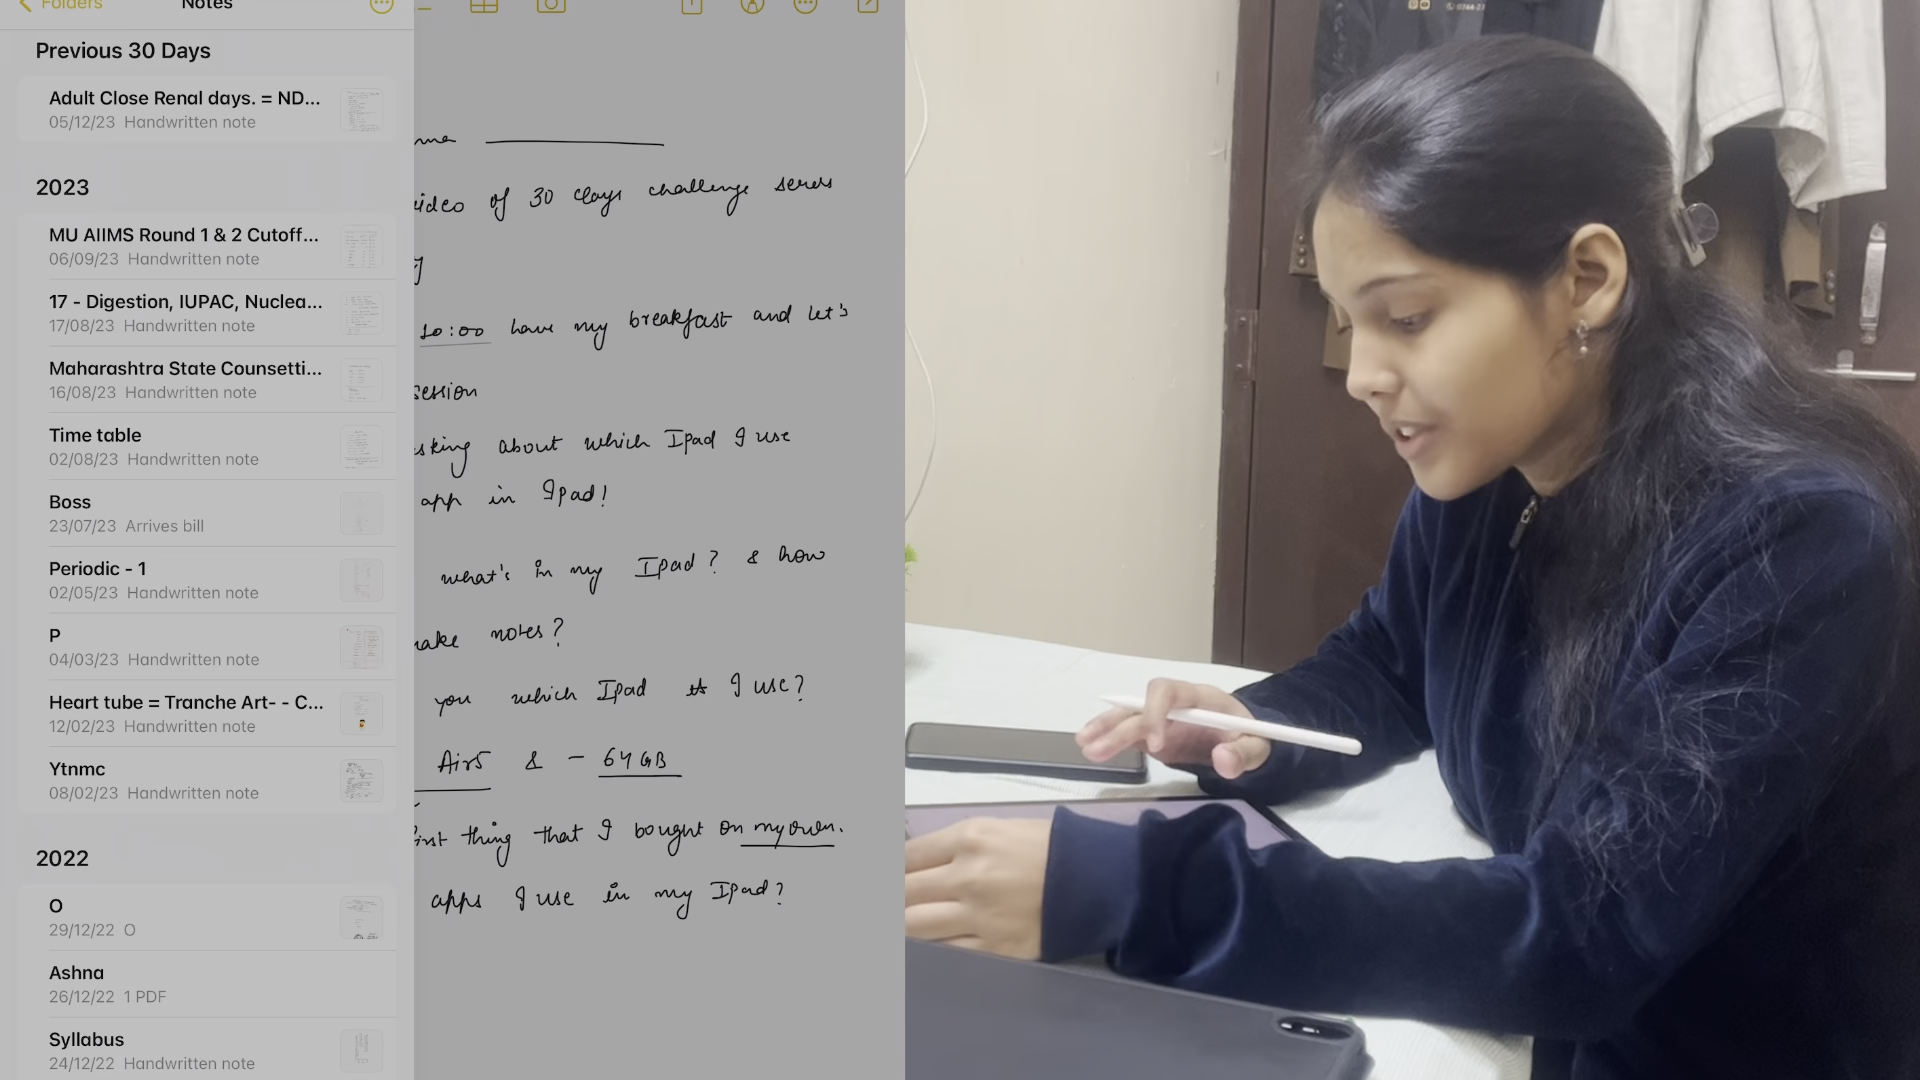 Folders
Notes
Previous 30 Days
Adult Close Renal days. = ND...
05/12/23 Handwritten note
2023
MU AIIMS Round 1 & 2 Cutoff...
06/09/23 Handwritten note
17 - Digestion, IUPAC, Nuclea...
17/08/23 Handwritten note
Maharashtra State Counsetti...
16/08/23 Handwritten note
Time table
02/08/23 Handwritten note
Boss
23/07/23 Arrives bill
Periodic - 1
02/05/23 Handwritten note
P
04/03/23 Handwritten note
Heart tube = Tranche Art- - C...
12/02/23 Handwritten note
Ytnmc
08/02/23 Handwritten note
2022
O
29/12/22 O
Ashna
26/12/22 1 PDF
Syllabus
24/12/22 Handwritten note
of 30 days challenge series
10:00 have my breakfast and let's
session
about which Ipad I use
app in Ipad!
what's in my Ipad? & how
notes?
you which Ipad I use?
Air5 & - 64 GB
thing that I bought on my own.
apps I use in my Ipad?